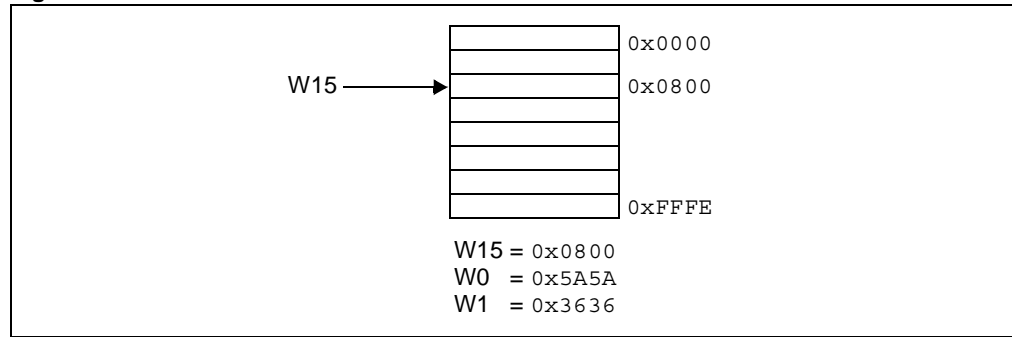 0x0000
W15 0x0800
0xFFFE
W15 = 0x0800
W0 = 0x5A5A
W1 = 0x3636